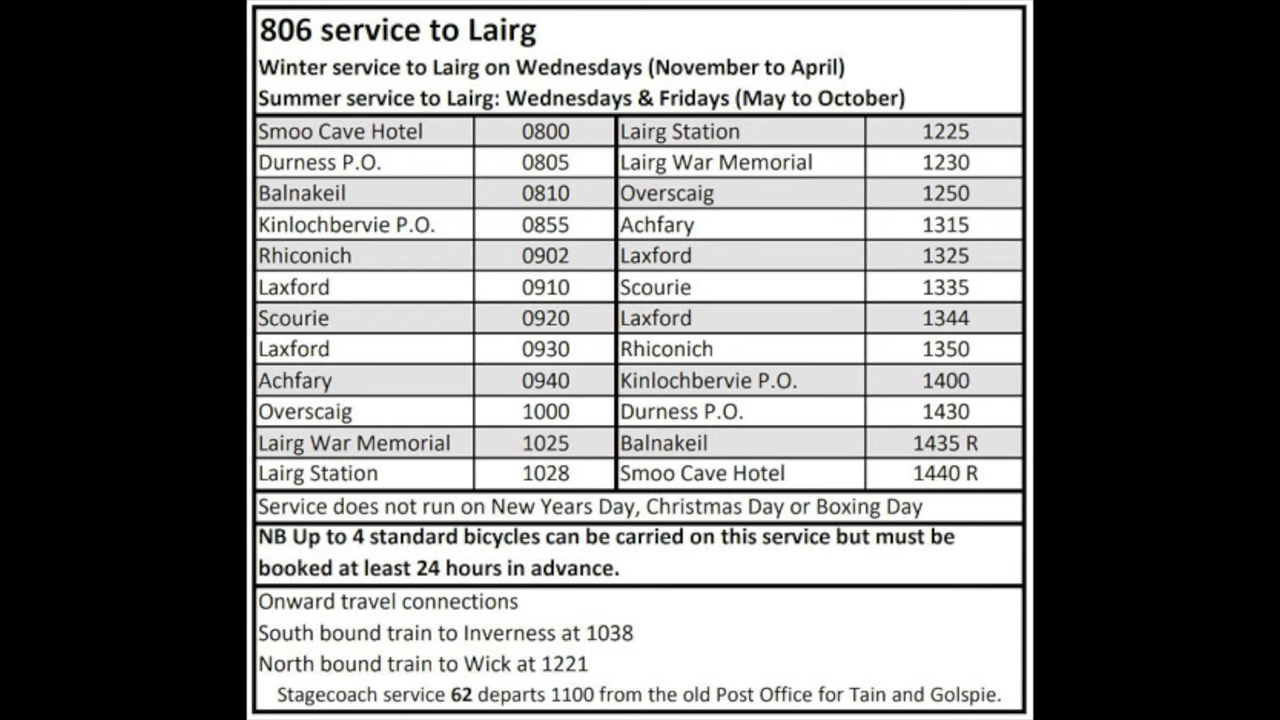 806 service to Lairg
Winter service to Lairg on Wednesdays (November to April)
Summer service to Lairg: Wednesdays & Fridays (May to October)
Smoo Cave Hotel 0800 Lairg Station 1225
Durness P.O. 0805 Lairg War Memorial 1230
Balnakeil 0810 Overscaig 1250
Kinlochbervie P.O. 0855 Achfary 1315
Rhiconich 0902 Laxford 1325
Laxford 0910 Scourie 1335
Scourie 0920 Laxford 1344
Laxford 0930 Rhiconich 1350
Achfary 0940 Kinlochbervie P.O. 1400
Overscaig 1000 Durness P.O. 1430
Lairg War Memorial 1025 Balnakeil 1435 R
Lairg Station 1028 Smoo Cave Hotel 1440 R
Service does not run on New Years Day, Christmas Day or Boxing Day
NB Up to 4 standard bicycles can be carried on this service but must be
booked at least 24 hours in advance.
Onward travel connections
South bound train to Inverness at 1038
North bound train to Wick at 1221
Stagecoach service 62 departs 1100 from the old Post Office for Tain and Golspie.